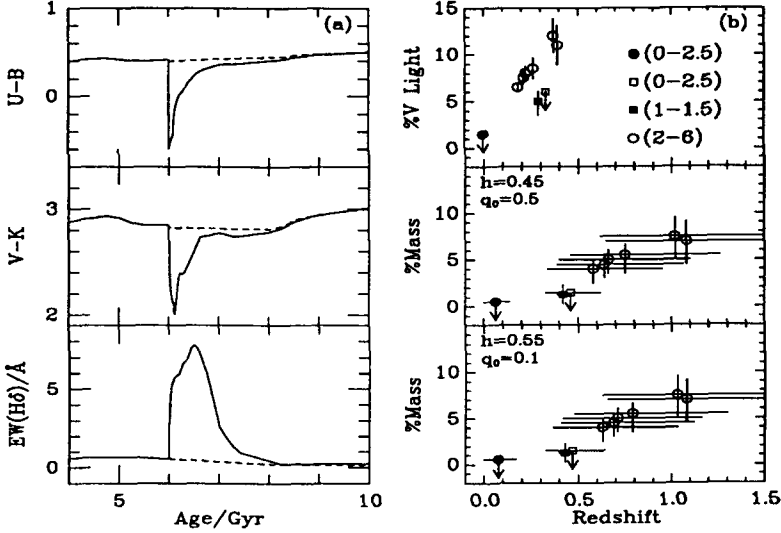 (a)
1
U-B
0
3
V-K
2
EW(Hδ)/Å
5
0
5
10
Age/Gyr
(b)
15
%V Light
10
5
0
(0-2.5)
(0-2.5)
(1-1.5)
(2-6)
h=0.45
q₀=0.5
%Mass
10
5
0
h=0.55
q₀=0.1
%Mass
10
5
0
0.0
0.5
1.0
1.5
Redshift